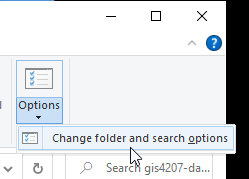 Options
Change folder and search options
Search gis4207-da...